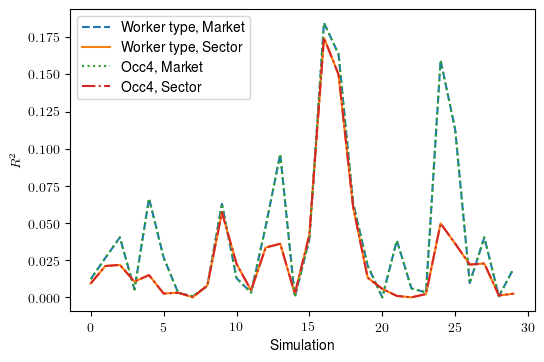 Worker type, Market
Worker type, Sector
Occ4, Market
Occ4, Sector
0.175
0.150
0.125
0.100
0.075
0.050
0.025
0.000
R²
0 5 10 15 20 25 30
Simulation